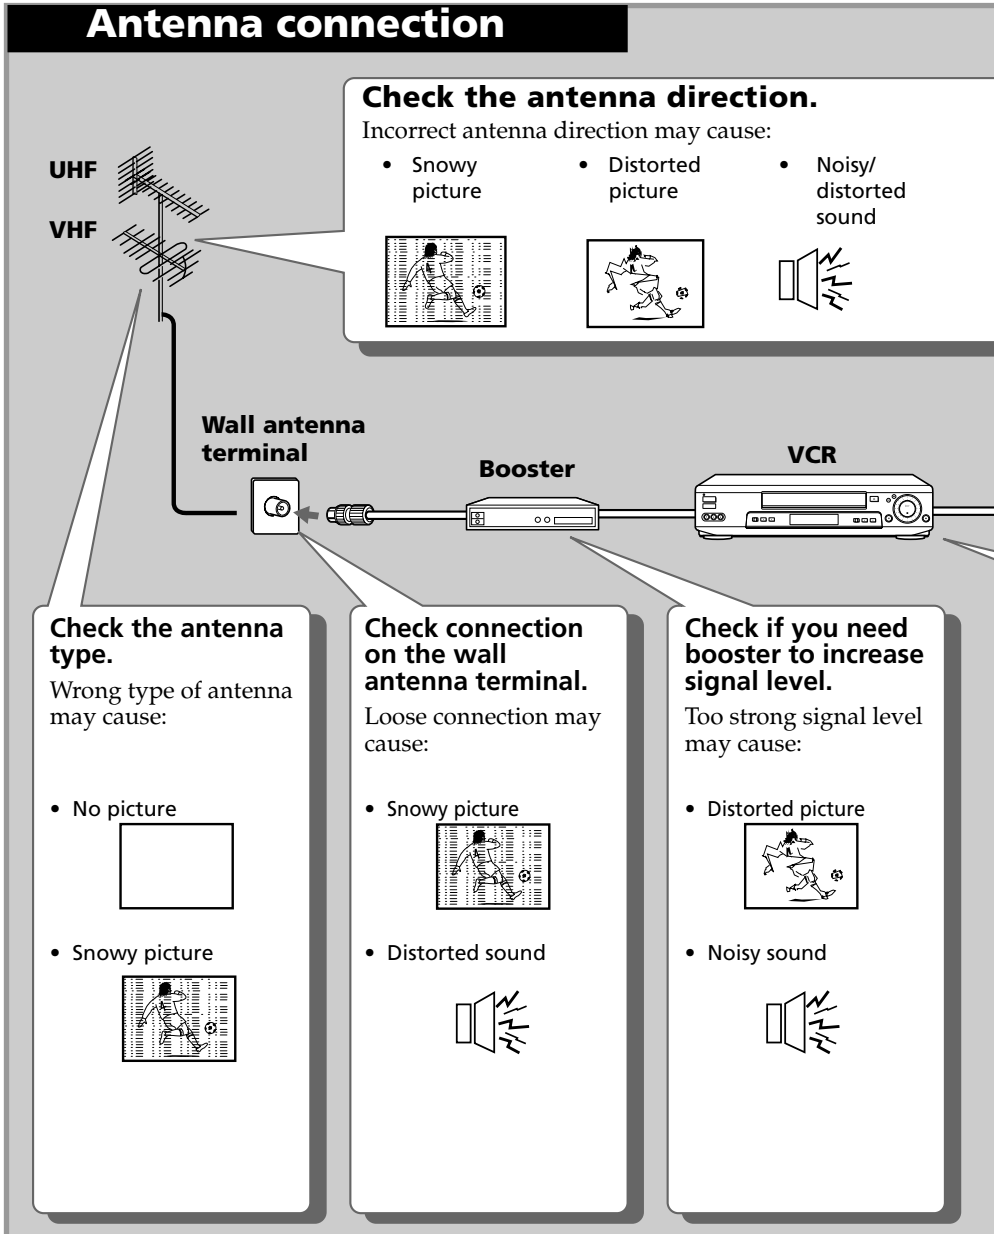 Antenna connection
Check the antenna direction.
Incorrect antenna direction may cause:
• Snowy
picture
• Distorted
picture
• Noisy/
distorted
sound
UHF
VHF
Wall antenna
terminal
Booster
VCR
Check the antenna
type.
Wrong type of antenna
may cause:
• No picture
• Snowy picture
Check connection
on the wall
antenna terminal.
Loose connection may
cause:
• Snowy picture
• Distorted sound
Check if you need
booster to increase
signal level.
Too strong signal level
may cause:
• Distorted picture
• Noisy sound